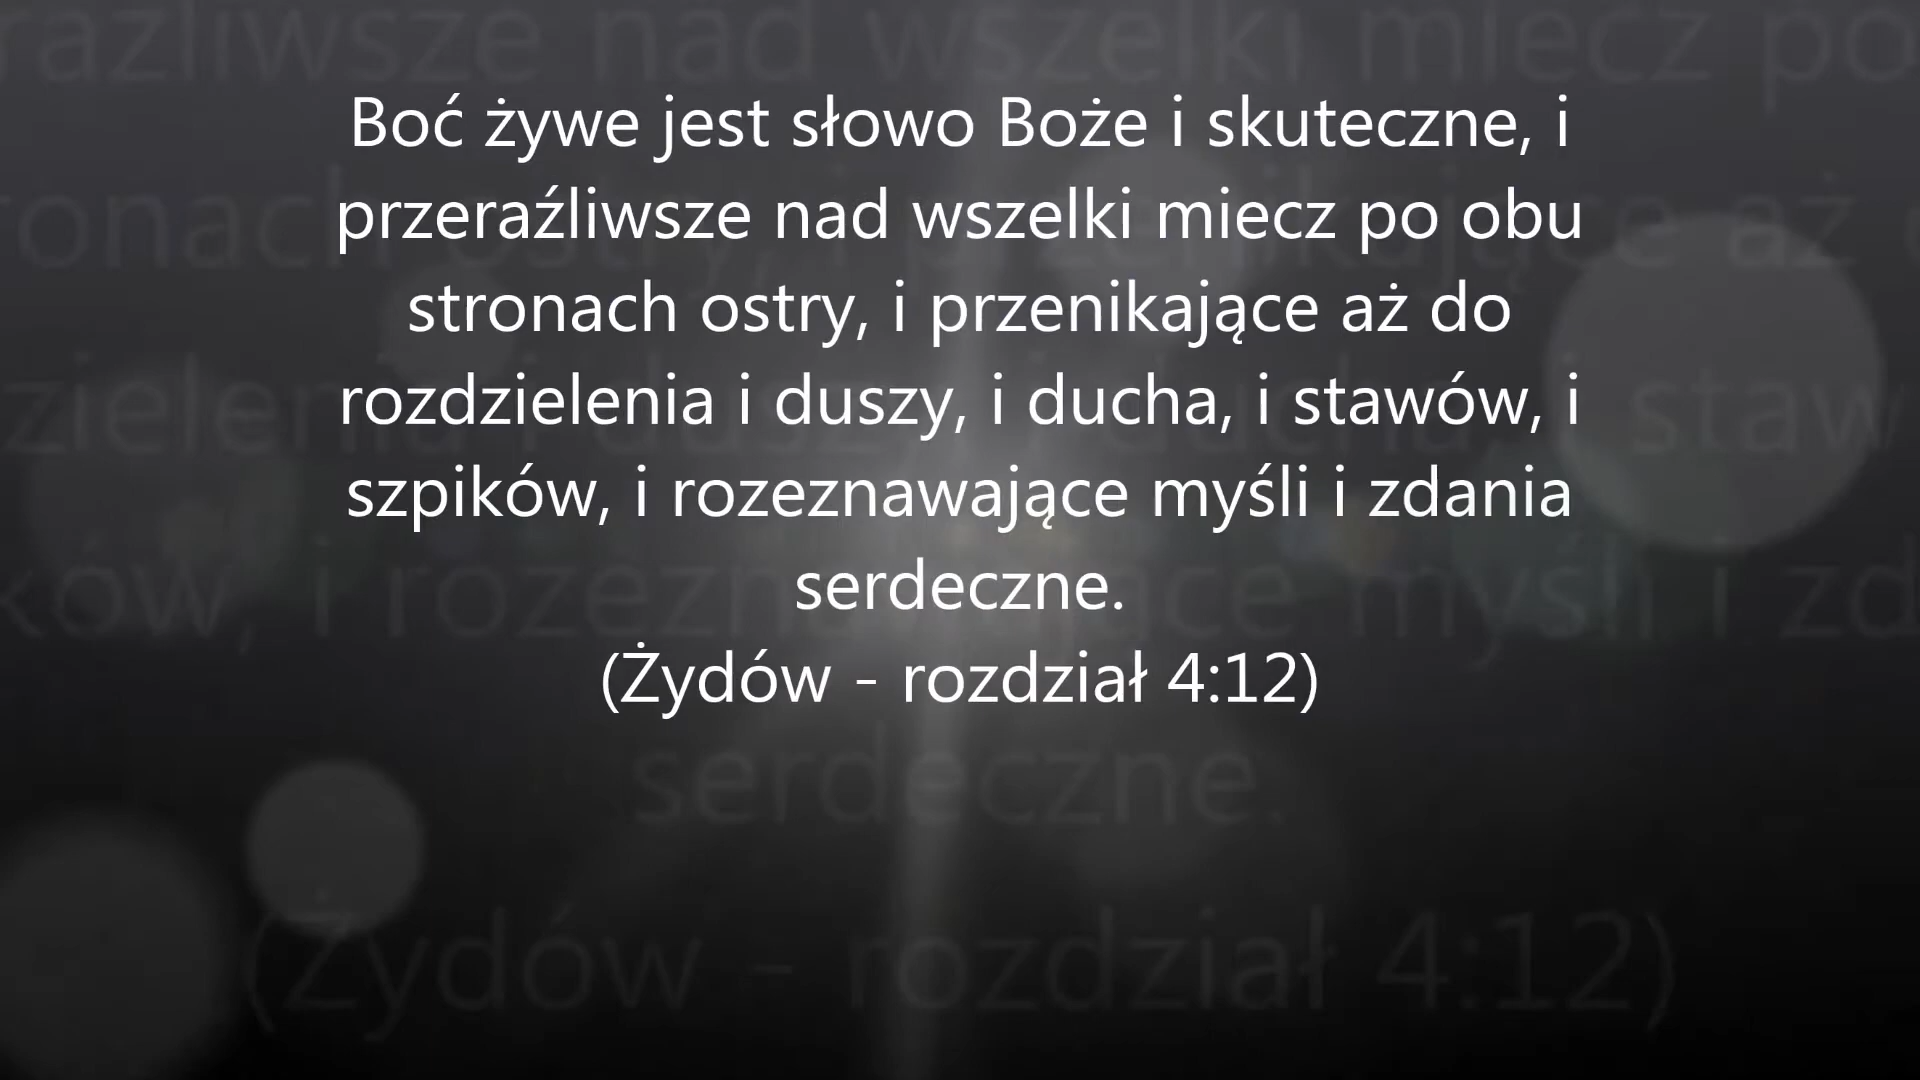 Boć żywe jest słowo Boże i skuteczne, i
przeraźliwsze nad wszelki miecz po obu
stronach ostry, i przenikające aż do
rozdzielenia i duszy, i ducha, i stawów, i
szpików, i rozeznawające myśli i zdania
serdeczne.
(Żydów - rozdział 4:12)